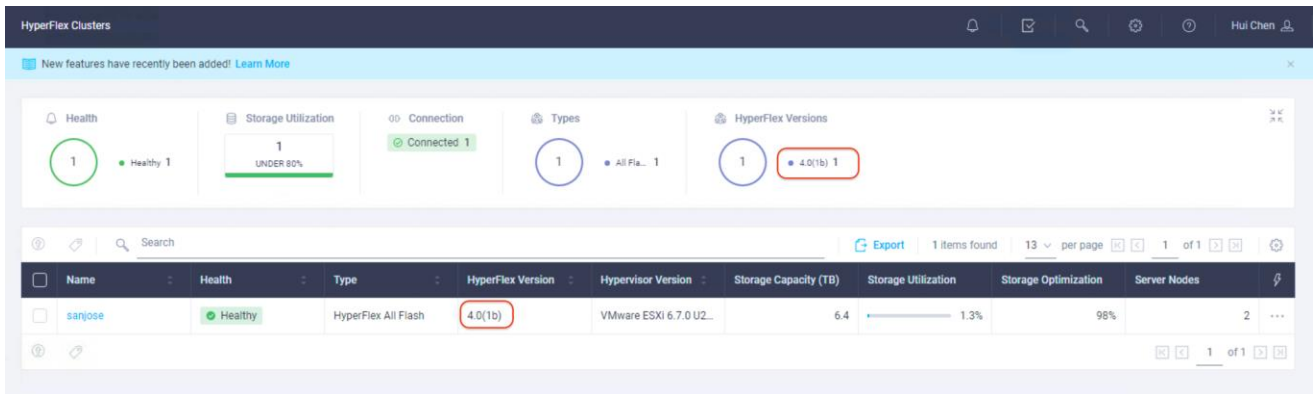 HyperFlex Clusters
Hui Chen
New features have recently been added! Learn More
Health
1
Healthy 1
Storage Utilization
1
UNDER 80%
Connection
Connected 1
Types
1
All Fla... 1
HyperFlex Versions
1
4.0(1b) 1
Search
Export 1 items found 13 per page 1 of 1
Name Health Type HyperFlex Version Hypervisor Version Storage Capacity (TB) Storage Utilization Storage Optimization Server Nodes
sanjose Healthy HyperFlex All Flash 4.0(1b) VMware ESXi 6.7.0 U2... 6.4 1.3% 98% 2
1 of 1